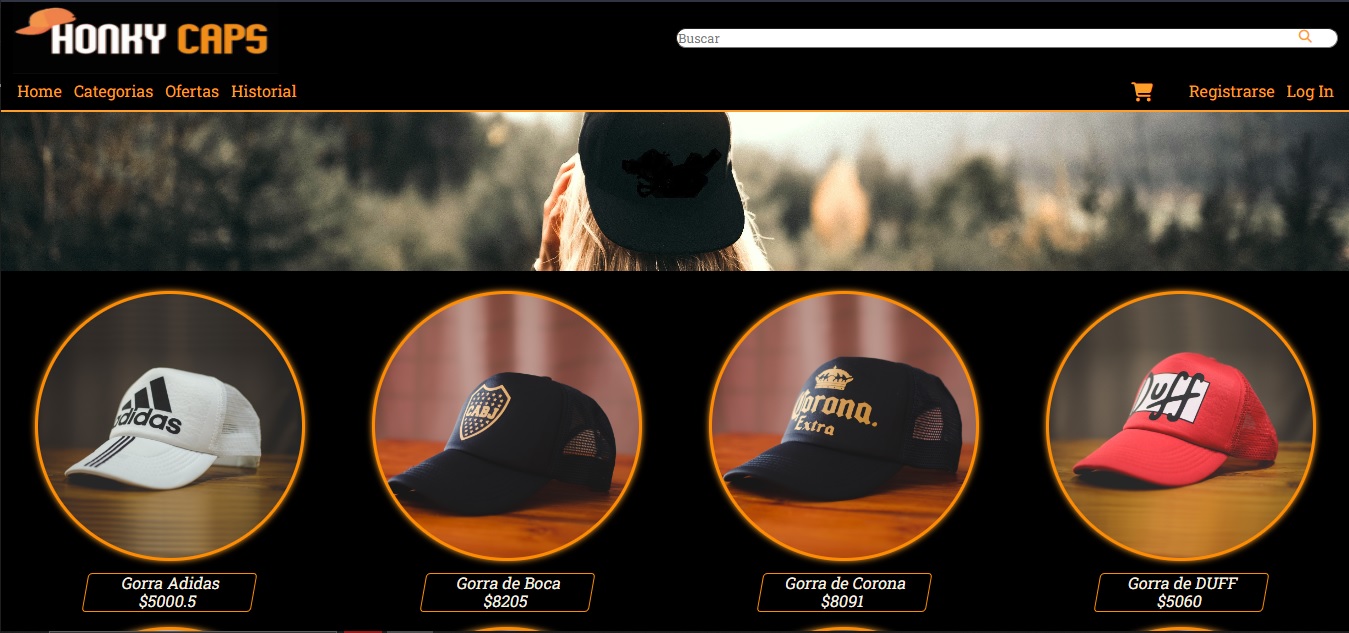 HONKY CAPS
Buscar
Home Categorias Ofertas Historial
Registrarse Log In
adidas
CABJ
Corona.
Extra
DUFF
Gorra Adidas
$5000.5
Gorra de Boca
$8205
Gorra de Corona
$8091
Gorra de DUFF
$5060